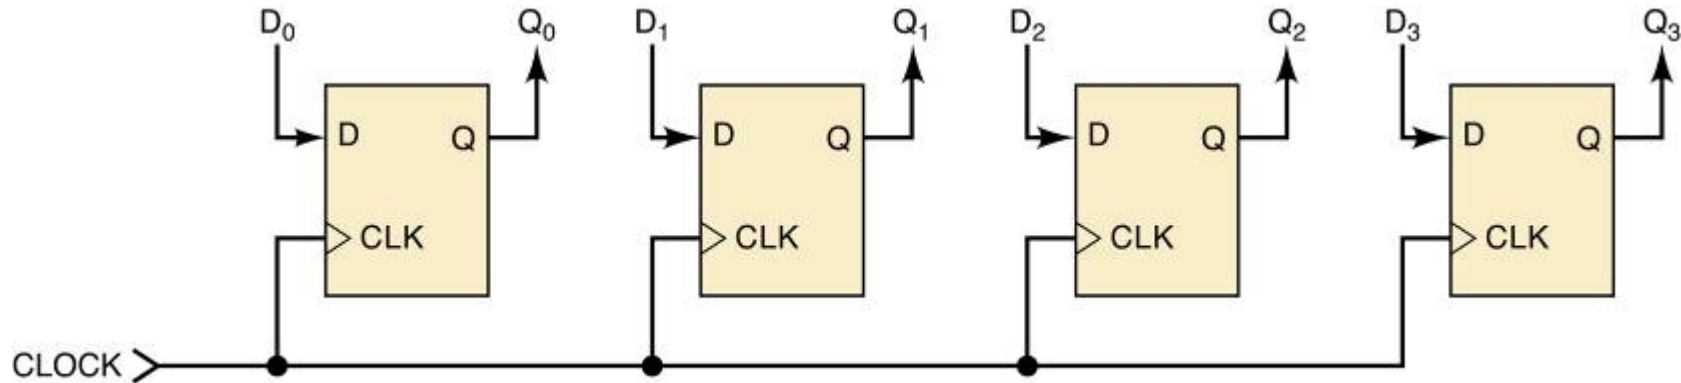 D₀ Q₀ D₁ Q₁ D₂ Q₂ D₃ Q₃
D Q D Q D Q D Q
CLK CLK CLK CLK
CLOCK